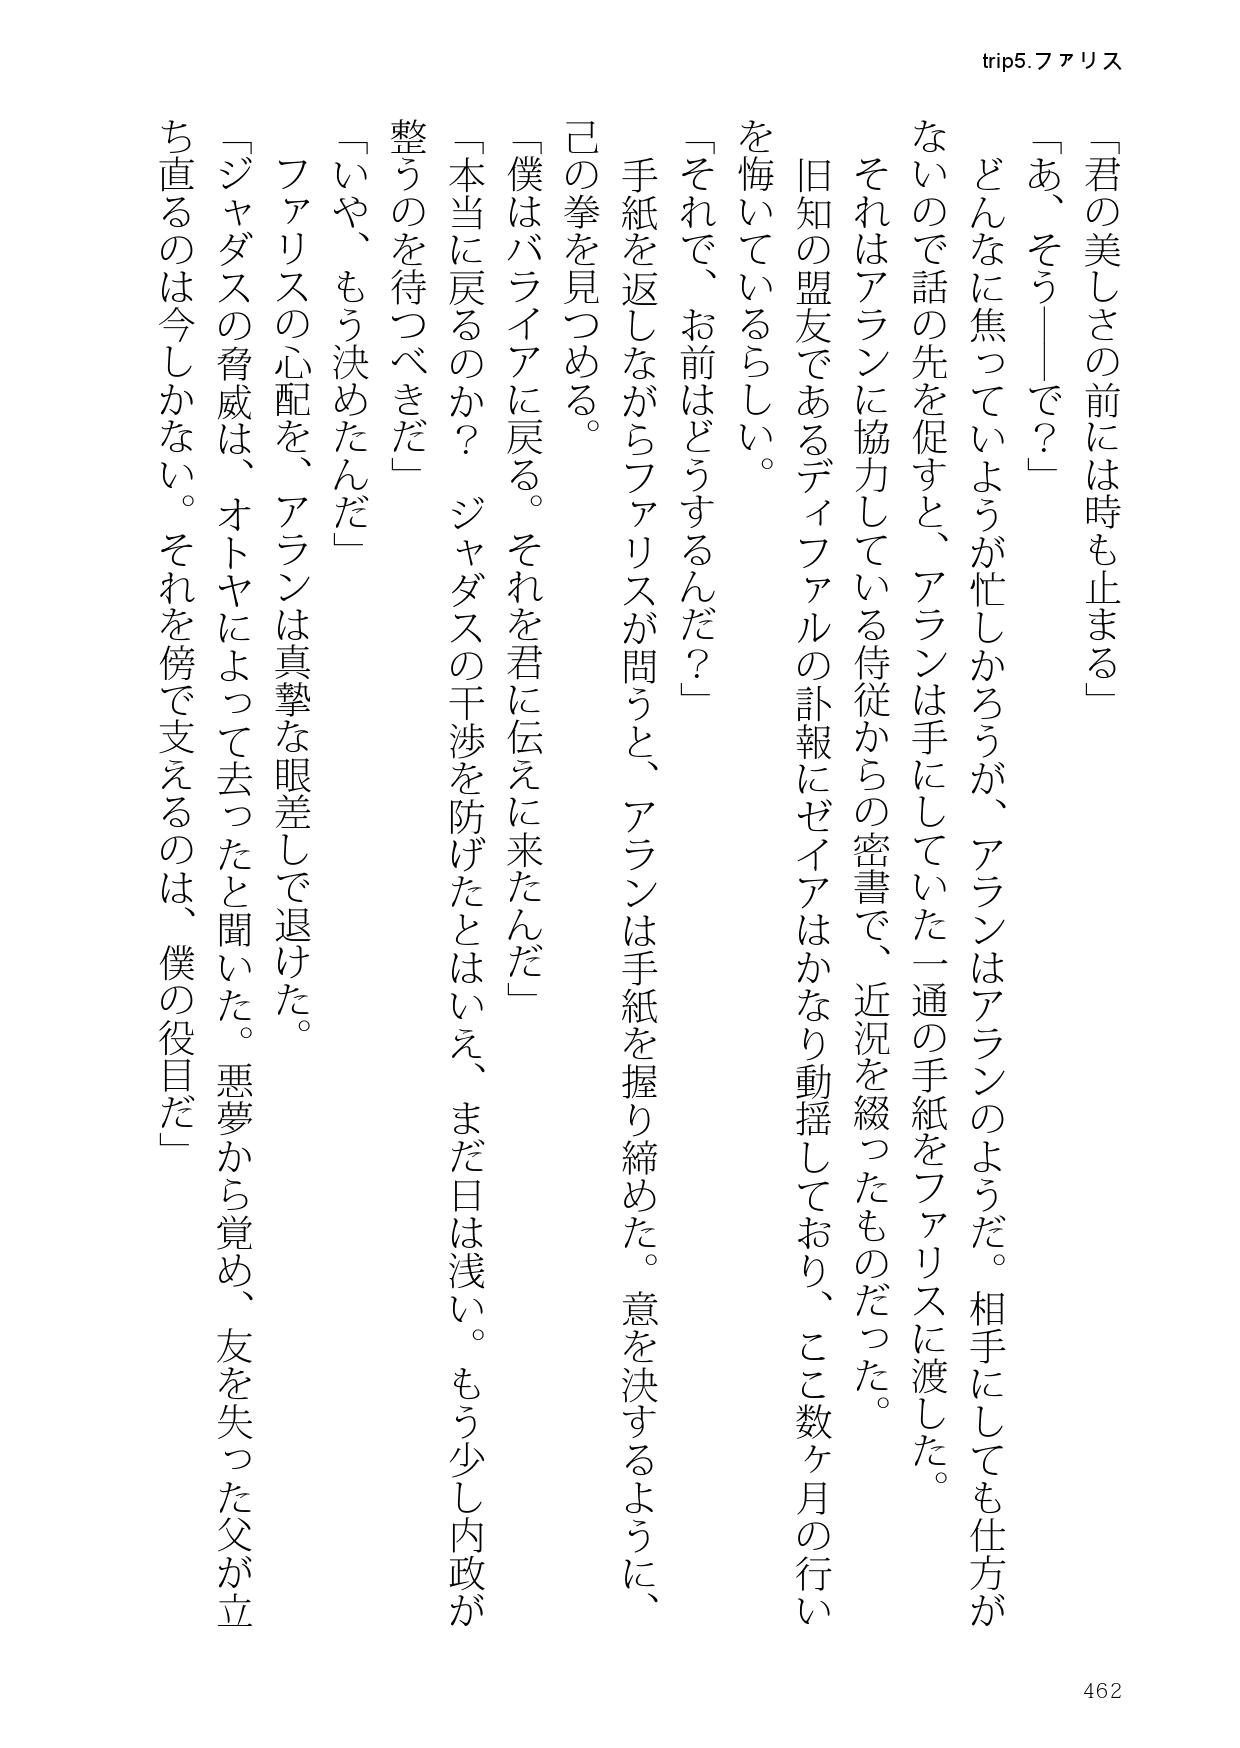 trip5.ファリス
「君の美しさの前には時も止まる」
「あ、そう――で？」
　どんなに焦っていようが忙しかろうが、アランはアランのようだ。相手にしても仕方が
ないので話の先を促すと、アランは手にしていた一通の手紙をファリスに渡した。
　それはアランに協力している侍従からの密書で、近況を綴ったものだった。
　旧知の盟友であるディファルの訃報にゼイアはかなり動揺しており、ここ数ヶ月の行い
を悔いているらしい。
「それで、お前はどうするんだ？」
　手紙を返しながらファリスが問うと、アランは手紙を握り締めた。意を決するように、
己の拳を見つめる。
「僕はバライアに戻る。それを君に伝えに来たんだ」
「本当に戻るのか？　ジャダスの干渉を防げたとはいえ、まだ日は浅い。もう少し内政が
整うのを待つべきだ」
「いや、もう決めたんだ」
　ファリスの心配を、アランは真摯な眼差しで退けた。
「ジャダスの脅威は、オトヤによって去ったと聞いた。悪夢から覚め、友を失った父が立
ち直るのは今しかない。それを傍で支えるのは、僕の役目だ」
462